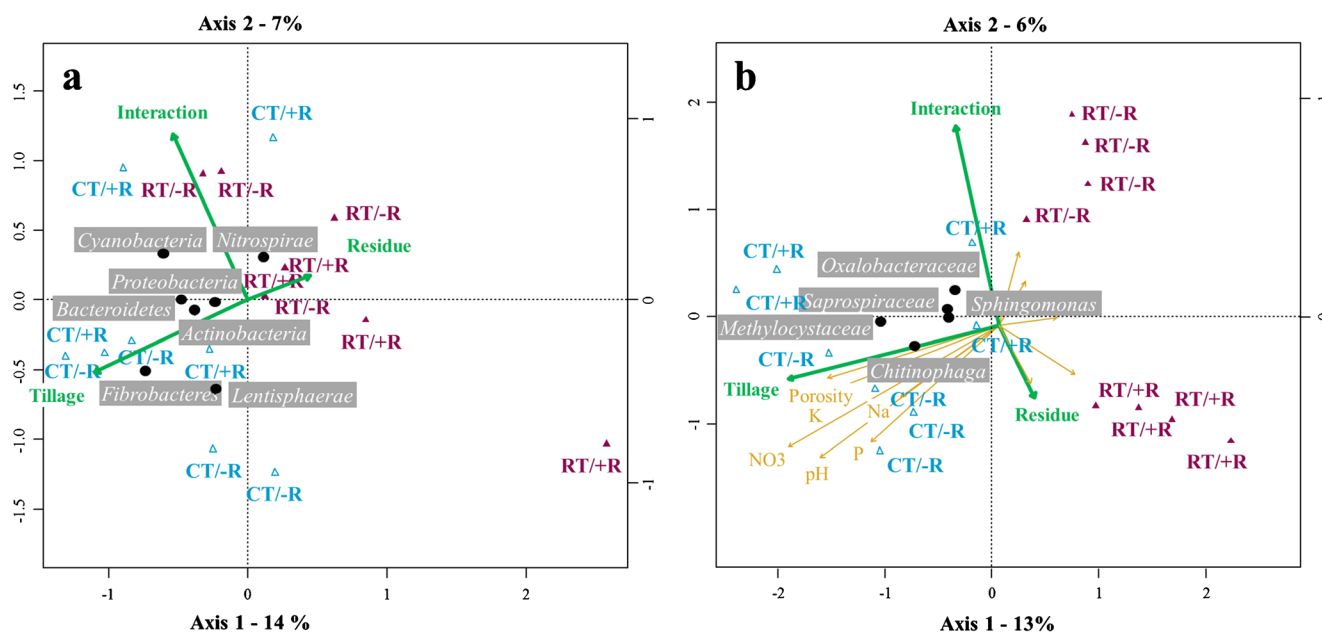 Axis 2 - 7%
a
Interaction
CT/+R
CT/+R
RT/-R
RT/-R
RT/-R
Residue
Cyanobacteria
Nitrospirae
RT/+R
Proteobacteria
RT/+R
Bacteroidetes
RT/-R
Actinobacteria
RT/+R
CT/+R
CT/-R
CT/+R
CT/-R
Tillage
Fibrobacteres
Lentisphaerae
RT/+R
CT/-R
CT/-R
1.5
1.0
0.5
0.0
-0.5
-1.0
-1.5
1
0
-1
-1
0
1
2
Axis 1 - 14 %
Axis 2 - 6%
b
Interaction
RT/-R
RT/-R
RT/-R
RT/-R
CT/+R
CT/+R
Oxalobacteraceae
CT/+R
Saprospiraceae
Sphingomonas
Methylocystaceae
CT/+R
CT/-R
Chitinophaga
Tillage
Porosity
K
Na
CT/-R
CT/-R
Residue
RT/+R
RT/+R
RT/+R
RT/+R
NO3
pH
P
CT/-R
2
1
0
-1
1
0
-2
-1
0
1
2
Axis 1 - 13%